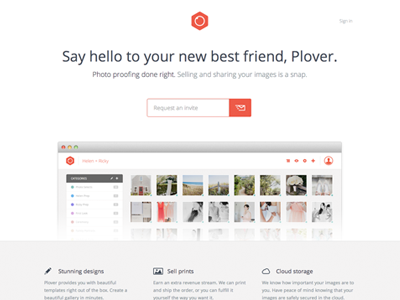 Sign In
Say hello to your new best friend, Plover.
Photo proofing done right. Selling and sharing your images is a snap.
Request an invite
Helen + Ricky
CATEGORIES
Stunning designs
Sell prints
Cloud storage
Plover provides you with beautiful
Earn an extra revenue stream. We can print
We know how important your images are to
templates right out of the box. Create a
and ship the order, or you can fulfill it
you. Have peace of mind knowing that your
beautiful gallery in minutes.
yourself the way you want it.
images are safely secured in the cloud.